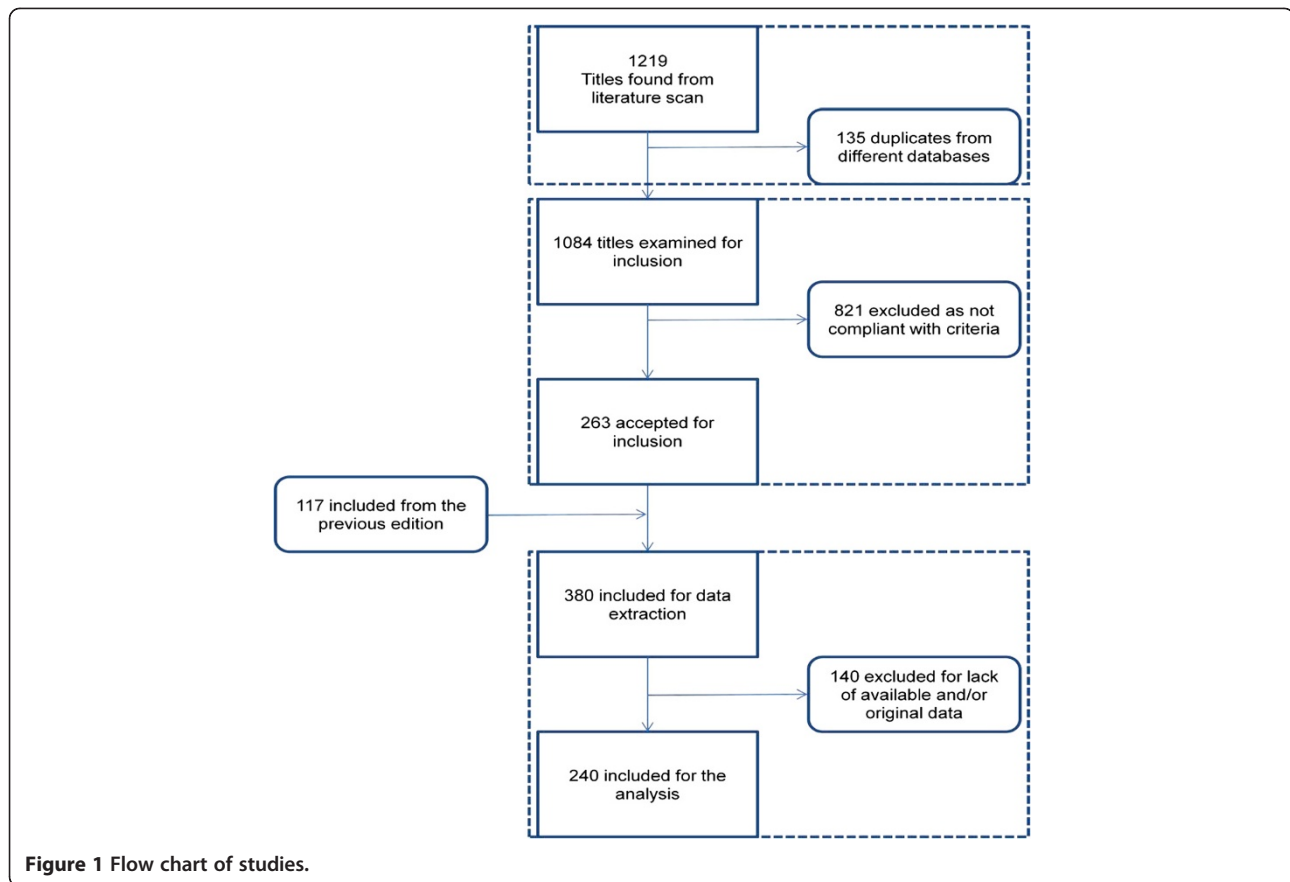 1219
Titles found from
literature scan
135 duplicates from
different databases
1084 titles examined for
inclusion
821 excluded as not
compliant with criteria
263 accepted for
inclusion
117 included from the
previous edition
380 included for data
extraction
140 excluded for lack
of available and/or
original data
240 included for the
analysis
Figure 1 Flow chart of studies.